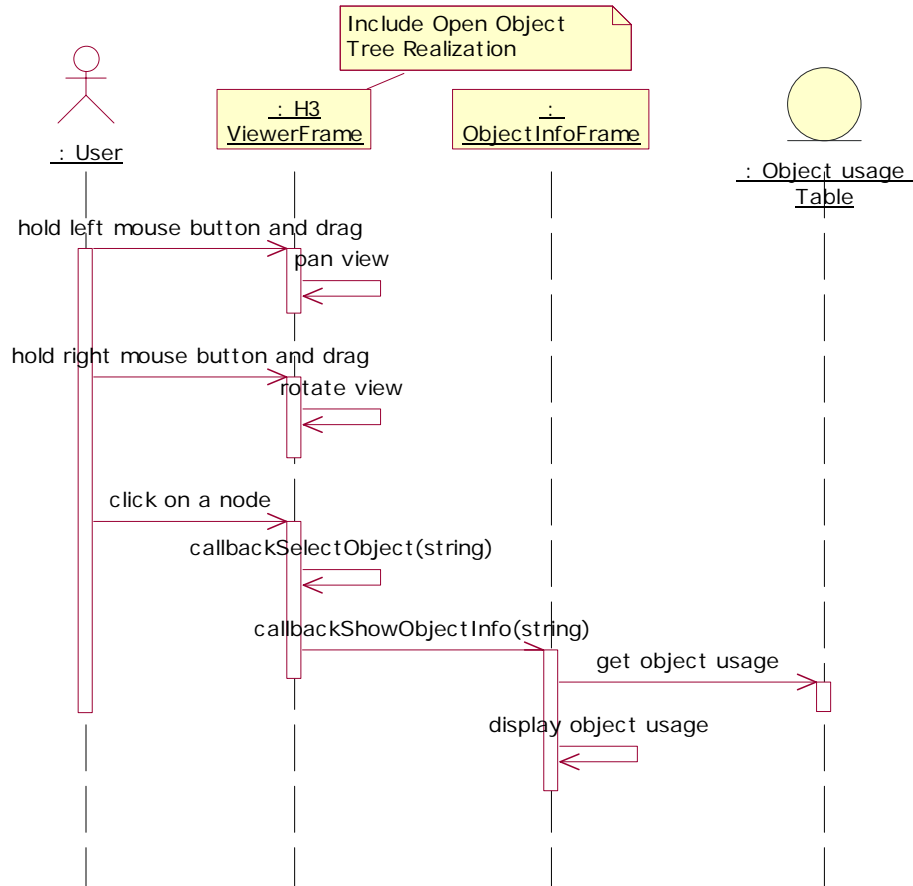 Include Open Object
Tree Realization
: H3
ViewerFrame
:
ObjectInfoFrame
: User
: Object usage
Table
hold left mouse button and drag
pan view
hold right mouse button and drag
rotate view
click on a node
callbackSelectObject(string)
callbackShowObjectInfo(string)
get object usage
display object usage